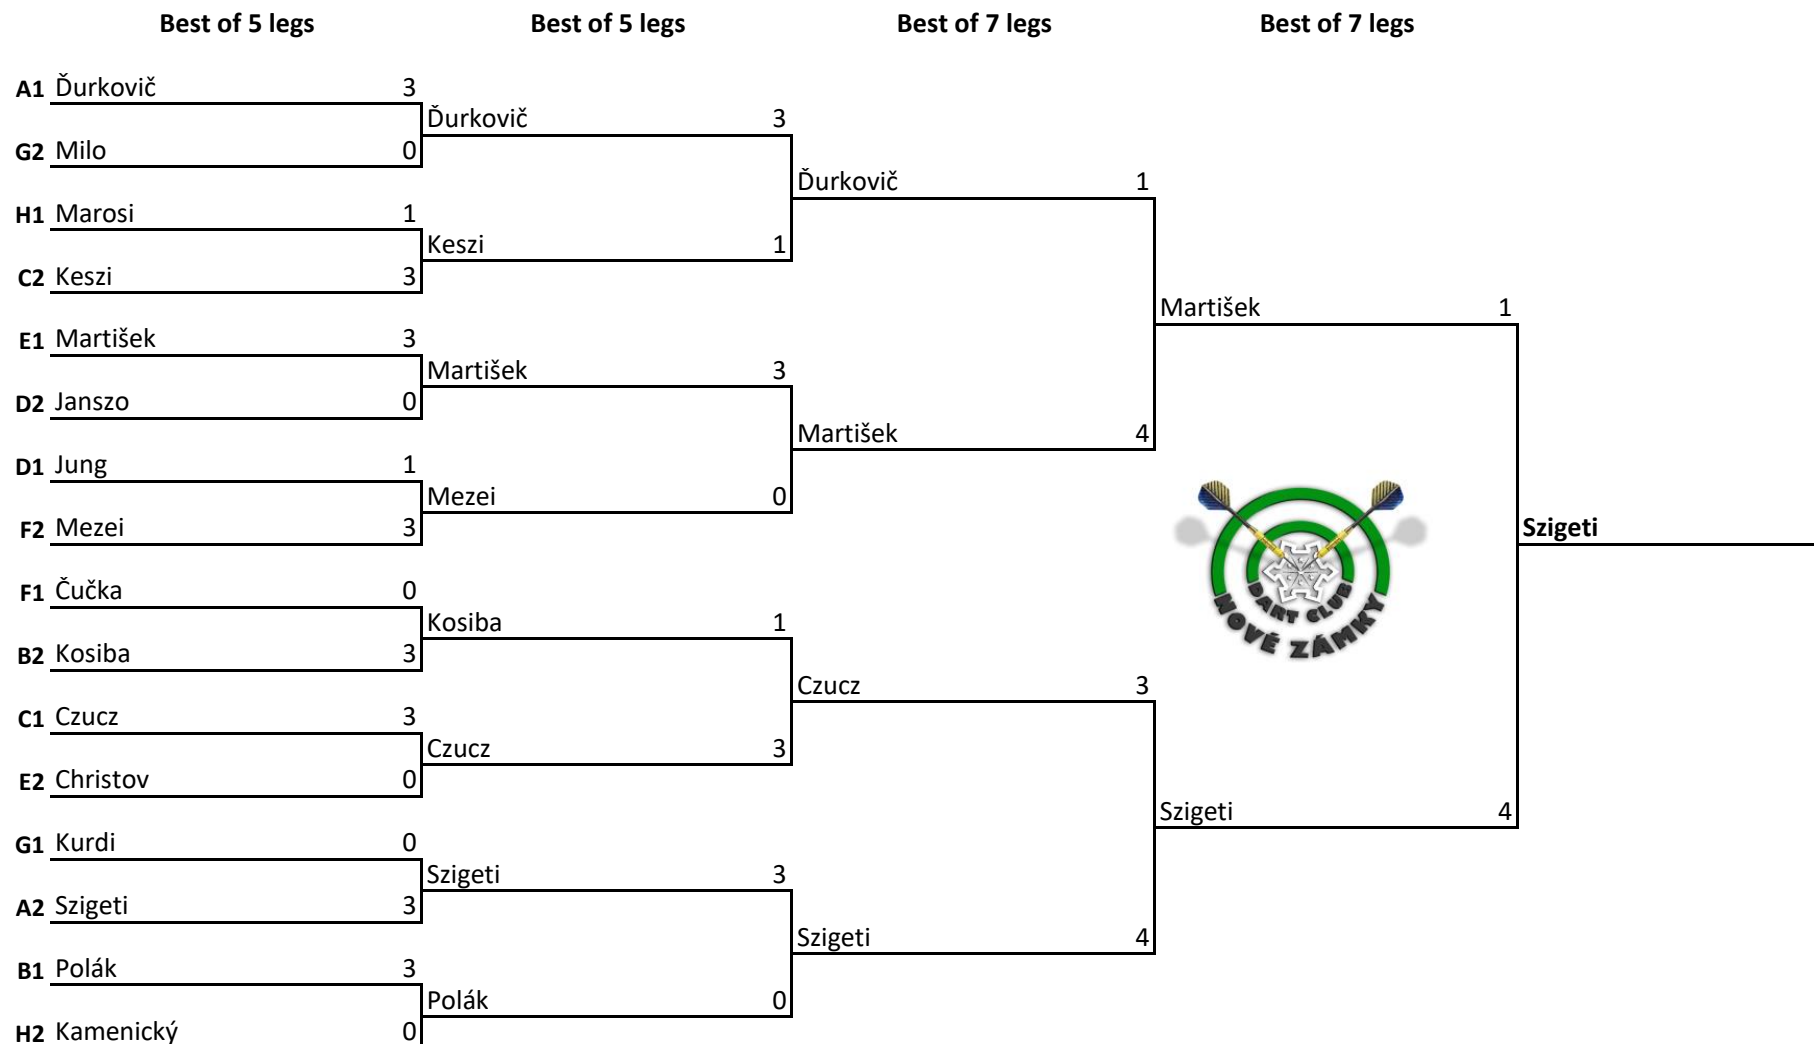 Best of 5 legs Best of 5 legs Best of 7 legs Best of 7 legs
A1 Ďurkovič 3
Ďurkovič 3
G2 Milo 0
Ďurkovič 1
H1 Marosi 1
Keszi 1
C2 Keszi 3
Martišek 1
E1 Martišek 3
Martišek 3
D2 Janszo 0
Martišek 4
D1 Jung 1
Mezei 0
F2 Mezei 3
Szigeti
F1 Čučka 0
Kosiba 1
B2 Kosiba 3
Czucz 3
C1 Czucz 3
Czucz 3
E2 Christov 0
Szigeti 4
G1 Kurdi 0
Szigeti 3
A2 Szigeti 3
Szigeti 4
B1 Polák 3
Polák 0
H2 Kamenický 0
DART CLUB
NOVÉ ZÁMKY